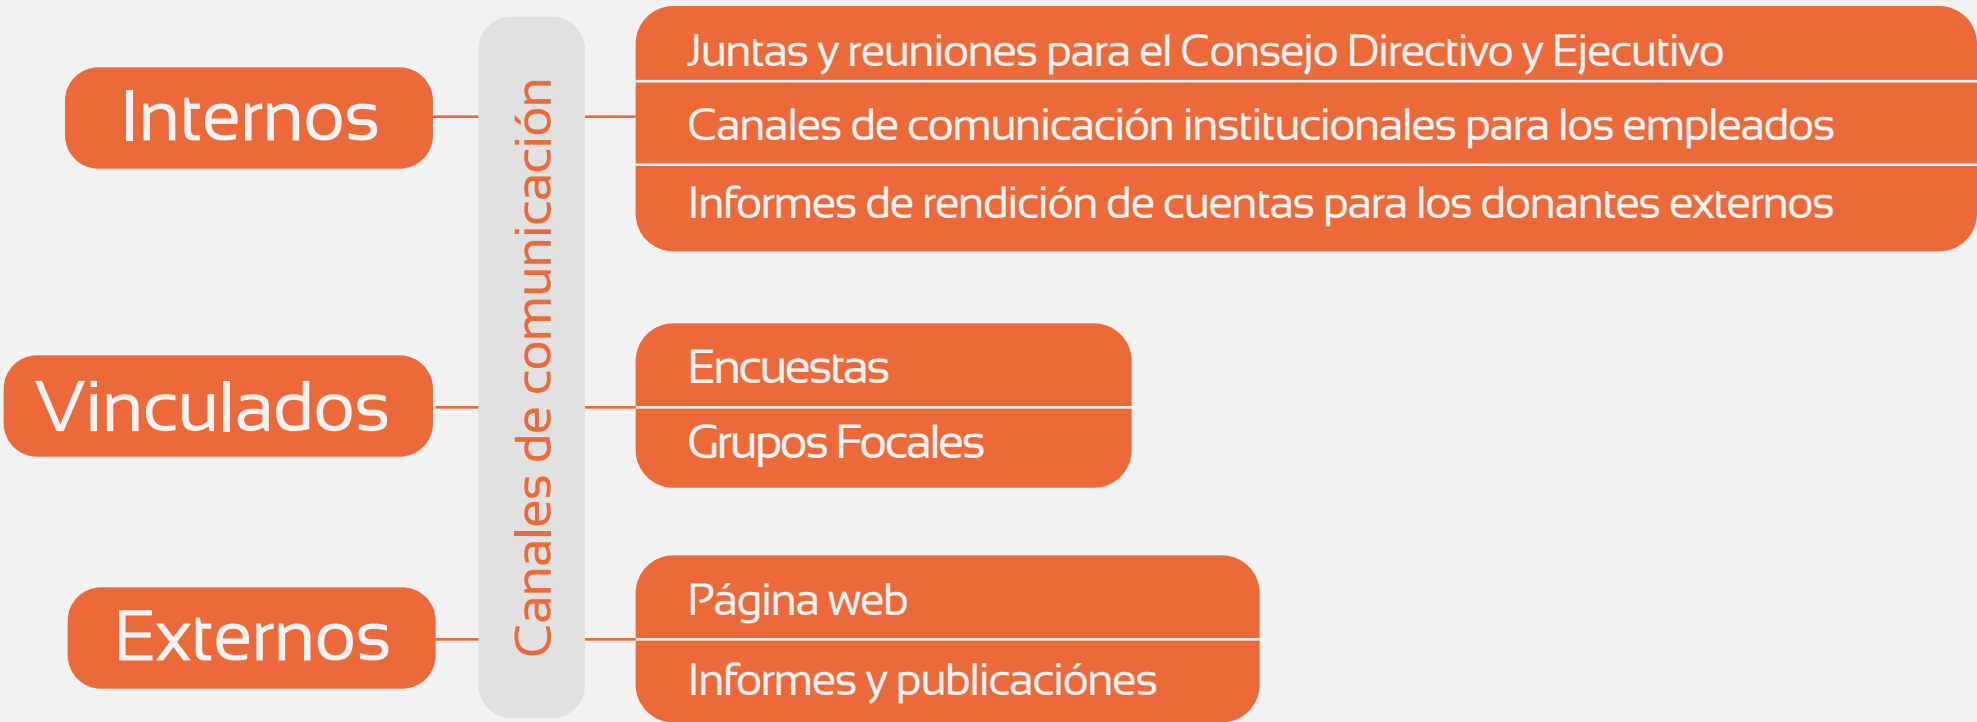 Internos
Canales de comunicación
Juntas y reuniones para el Consejo Directivo y Ejecutivo
Canales de comunicación institucionales para los empleados
Informes de rendición de cuentas para los donantes externos
Vinculados
Encuestas
Grupos Focales
Externos
Página web
Informes y publicaciónes